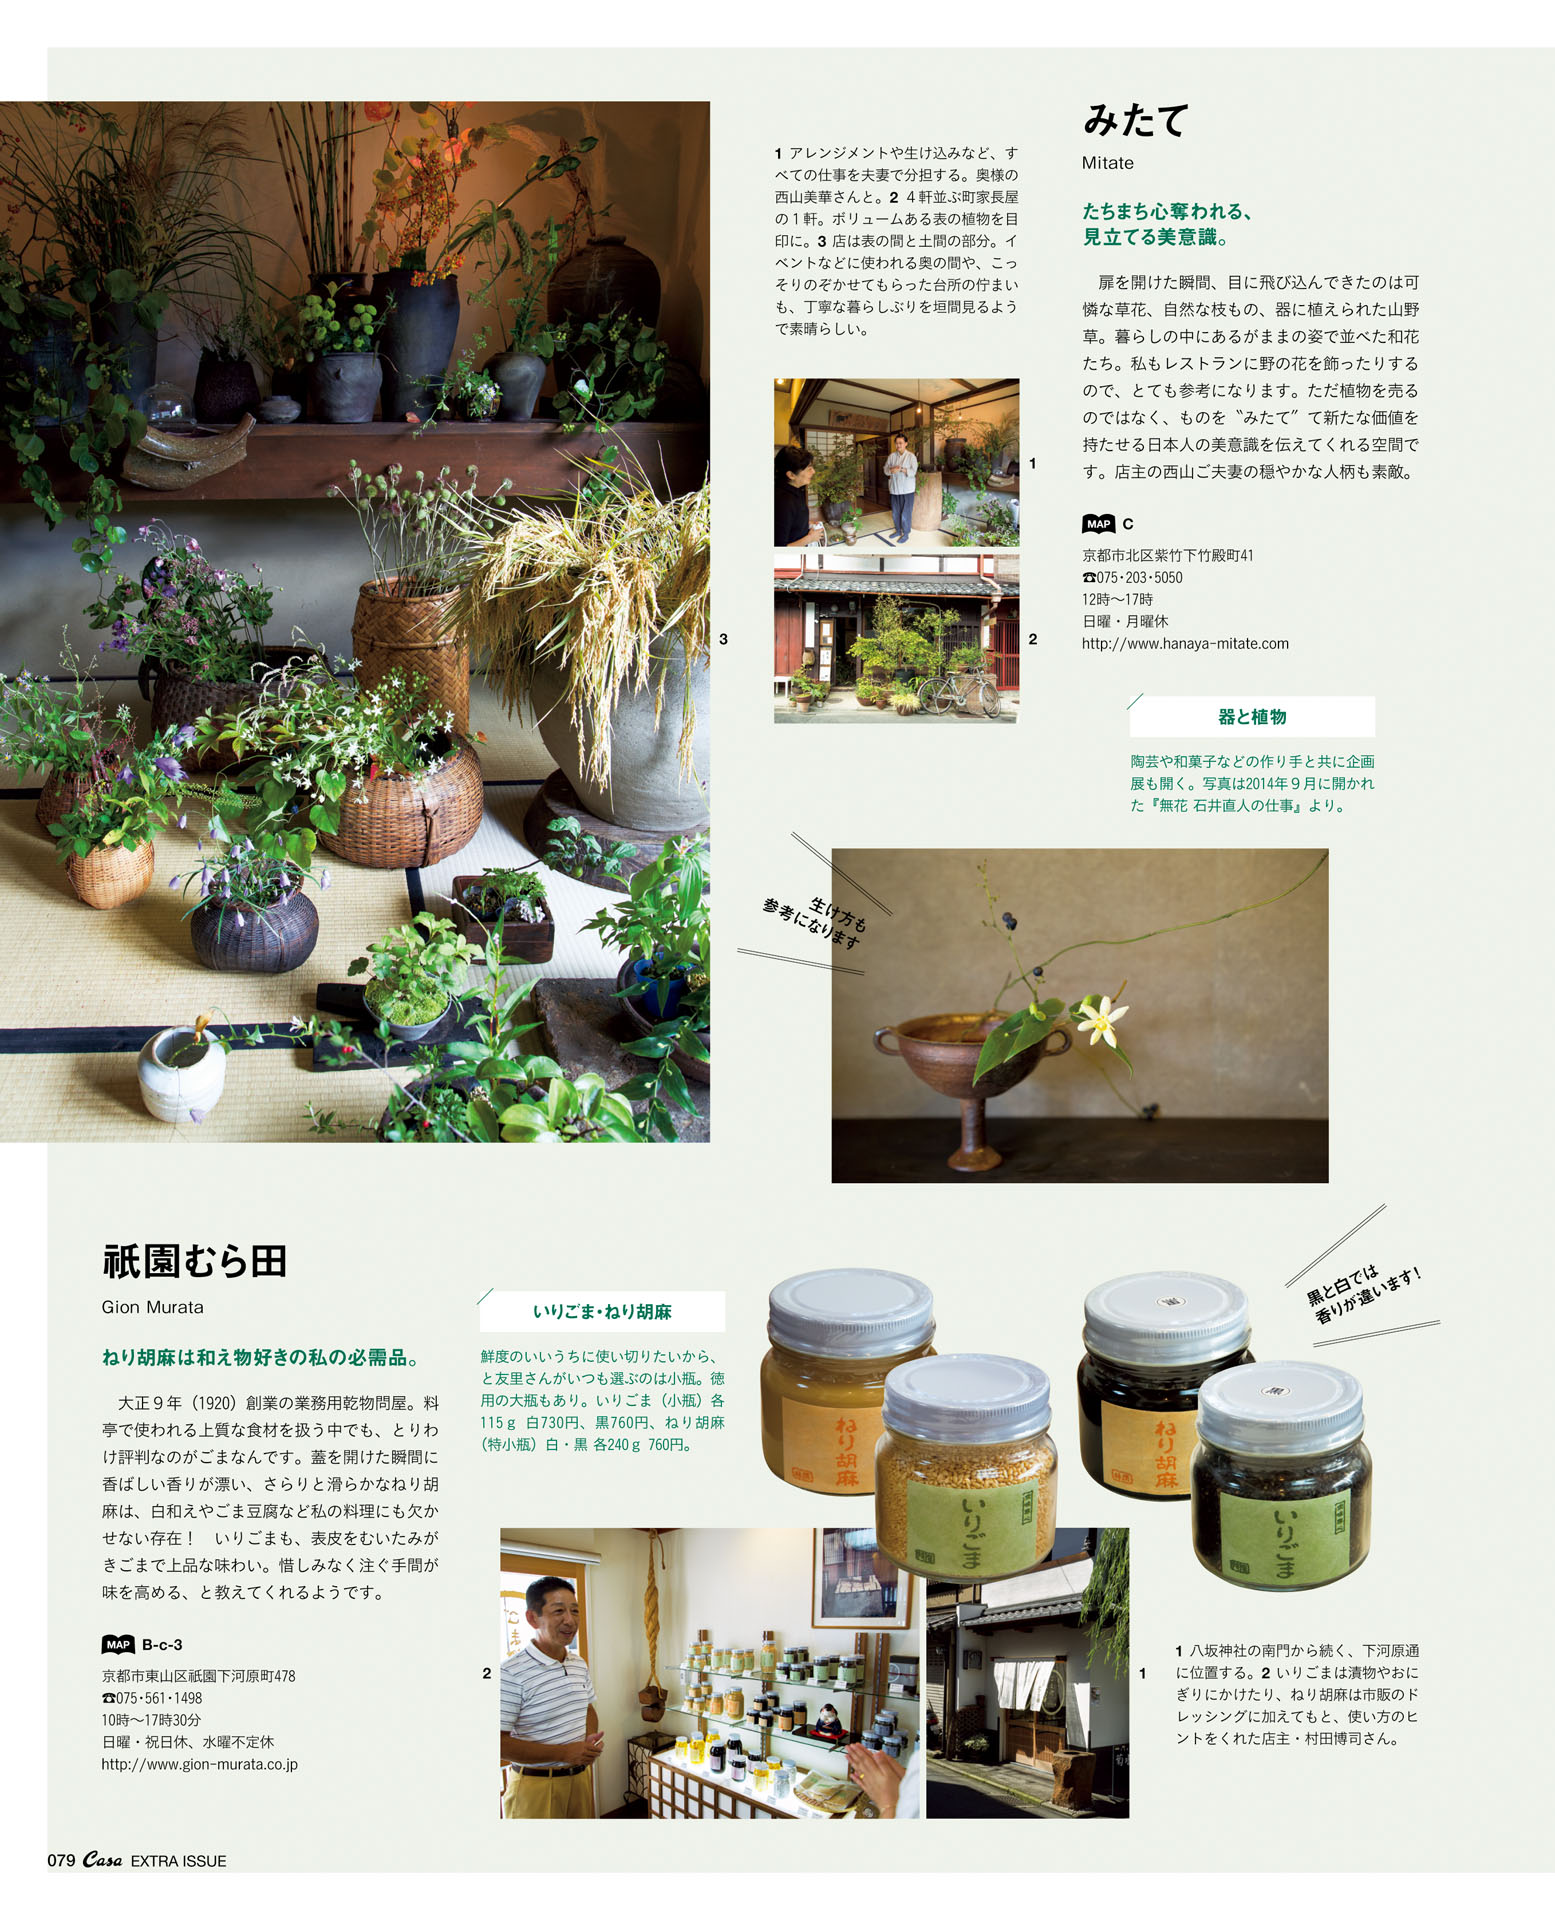 みたて
Mitate
たちまち心奪われる、
見立てる美意識。
扉を開けた瞬間、目に飛び込んできたのは可
憐な草花、自然な枝もの、器に植えられた山野
草。暮らしの中にあるがままの姿で並べた和花
たち。私もレストランに野の花を飾ったりする
ので、とても参考になります。ただ植物を売る
のではなく、ものを〝みたて〞て新たな価値を
持たせる日本人の美意識を伝えてくれる空間で
す。店主の西山ご夫妻の穏やかな人柄も素敵。
MAP C
京都市北区紫竹下竹殿町41
☎075・203・5050
12時〜17時
日曜・月曜休
http://www.hanaya-mitate.com
1 アレンジメントや生け込みなど、す
べての仕事を夫妻で分担する。奥様の
西山美華さんと。2 ４軒並ぶ町家長屋
の１軒。ボリュームある表の植物を目
印に。3 店は表の間と土間の部分。イ
ベントなどに使われる奥の間や、こっ
そりのぞかせてもらった台所の佇まい
も、丁寧な暮らしぶりを垣間見るよう
で素晴らしい。
1
2
3
器と植物
陶芸や和菓子などの作り手と共に企画
展も開く。写真は2014年９月に開かれ
た『無花 石井直人の仕事』より。
生け方も
参考になります
祇園むら田
Gion Murata
ねり胡麻は和え物好きの私の必需品。
大正９年（1920）創業の業務用乾物問屋。料
亭で使われる上質な食材を扱う中でも、とりわ
け評判なのがごまなんです。蓋を開けた瞬間に
香ばしい香りが漂い、さらりと滑らかなねり胡
麻は、白和えやごま豆腐など私の料理にも欠か
せない存在！　いりごまも、表皮をむいたみが
きごまで上品な味わい。惜しみなく注ぐ手間が
味を高める、と教えてくれるようです。
MAP B-c-3
京都市東山区祇園下河原町478
☎075・561・1498
10時〜17時30分
日曜・祝日休、水曜不定休
http://www.gion-murata.co.jp
いりごま・ねり胡麻
鮮度のいいうちに使い切りたいから、
と友里さんがいつも選ぶのは小瓶。徳
用の大瓶もあり。いりごま（小瓶）各
115ｇ 白730円、黒760円、ねり胡麻
（特小瓶）白・黒 各240ｇ 760円。
黒と白では
香りが違います！
ねり胡麻
いりごま
ねり胡麻
いりごま
2
1
1 八坂神社の南門から続く、下河原通
に位置する。2 いりごまは漬物やおに
ぎりにかけたり、ねり胡麻は市販のド
レッシングに加えてもと、使い方のヒ
ントをくれた店主・村田博司さん。
079 Casa EXTRA ISSUE